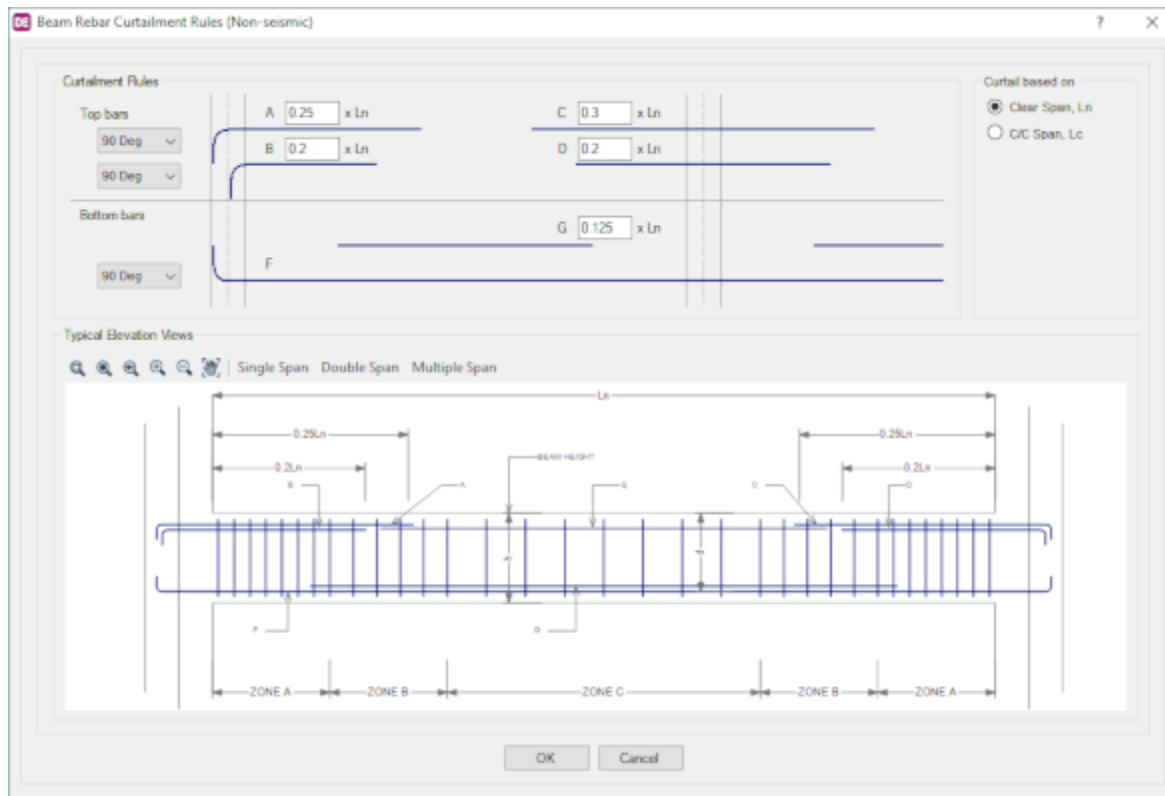 DE Beam Rebar Curtailment Rules (Non-seismic) ?
Curtailment Rules
Curtail based on
Top bars
A 0.25 x Ln
C 0.3 x Ln
Clear Span, Ln
90 Deg
B 0.2 x Ln
D 0.2 x Ln
C/C Span, Lc
90 Deg
Bottom bars
G 0.125 x Ln
F
90 Deg
Typical Elevation Views
Single Span Double Span Multiple Span
Ln
0.25Ln
0.25Ln
BEAM HEIGHT
0.2Ln
0.2Ln
B A E
h
F
ZONE A ZONE B ZONE C ZONE B ZONE A
OK Cancel